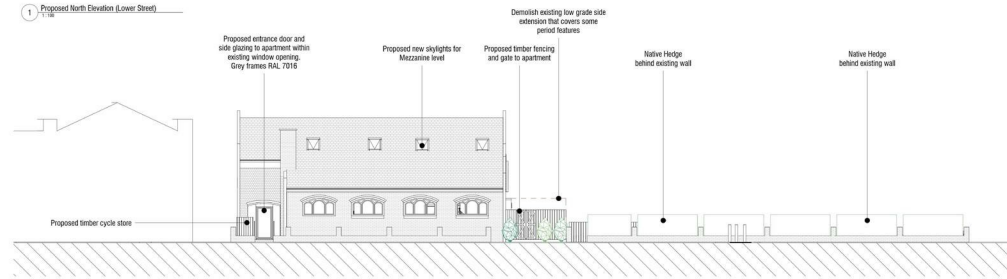 1 Proposed North Elevation (Lower Street)
1 : 100
Proposed entrance door and
side glazing to apartment within
existing window opening.
Grey frames RAL 7016
Proposed new skylights for
Mezzanine level
Demolish existing low grade side
extension that covers some
period features
Proposed timber fencing
and gate to apartment
Native Hedge
behind existing wall
Native Hedge
behind existing wall
Proposed timber cycle store